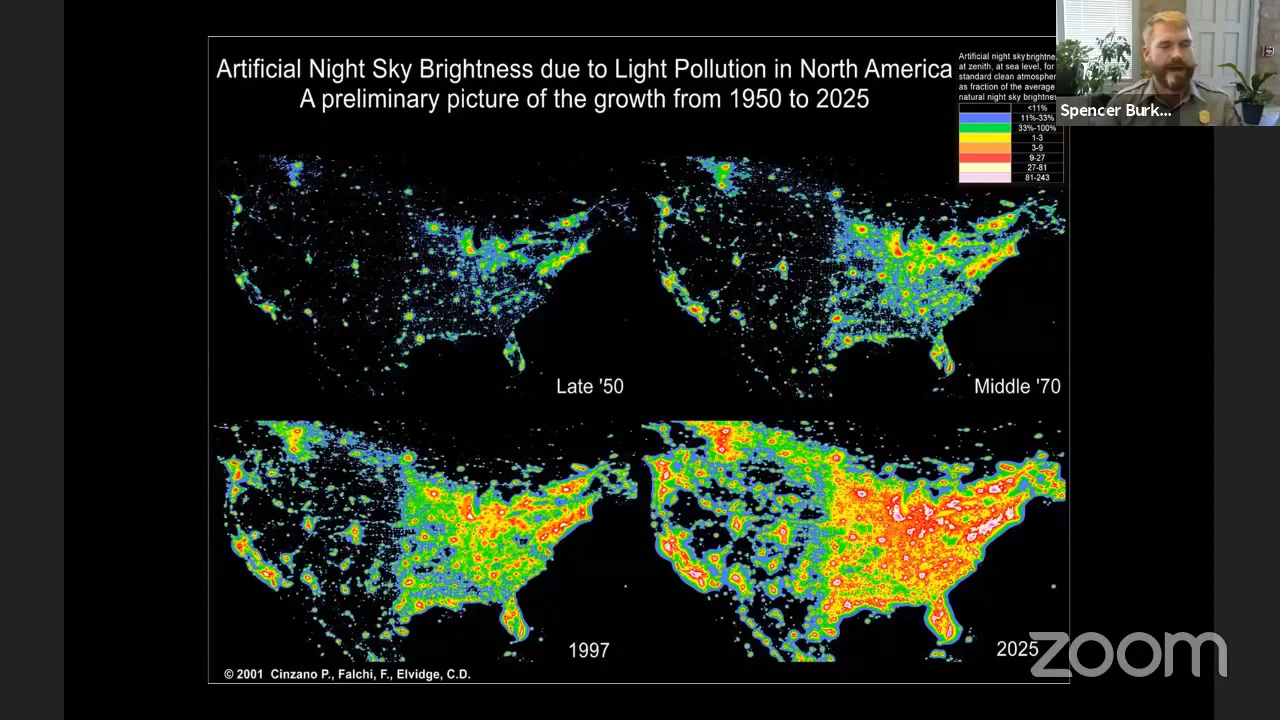 Artificial Night Sky Brightness due to Light Pollution in North America
A preliminary picture of the growth from 1950 to 2025
Artificial night sky brightne
at zenith, at sea level, for
standard clean atmospher
as fraction of the average
natural night sky brightnes
<11%
11%-33%
33%-100%
1-3
3-9
9-27
27-81
81-243
Spencer Burk...
Late '50
Middle '70
1997
2025
© 2001 Cinzano P., Falchi, F., Elvidge, C.D.
zoom